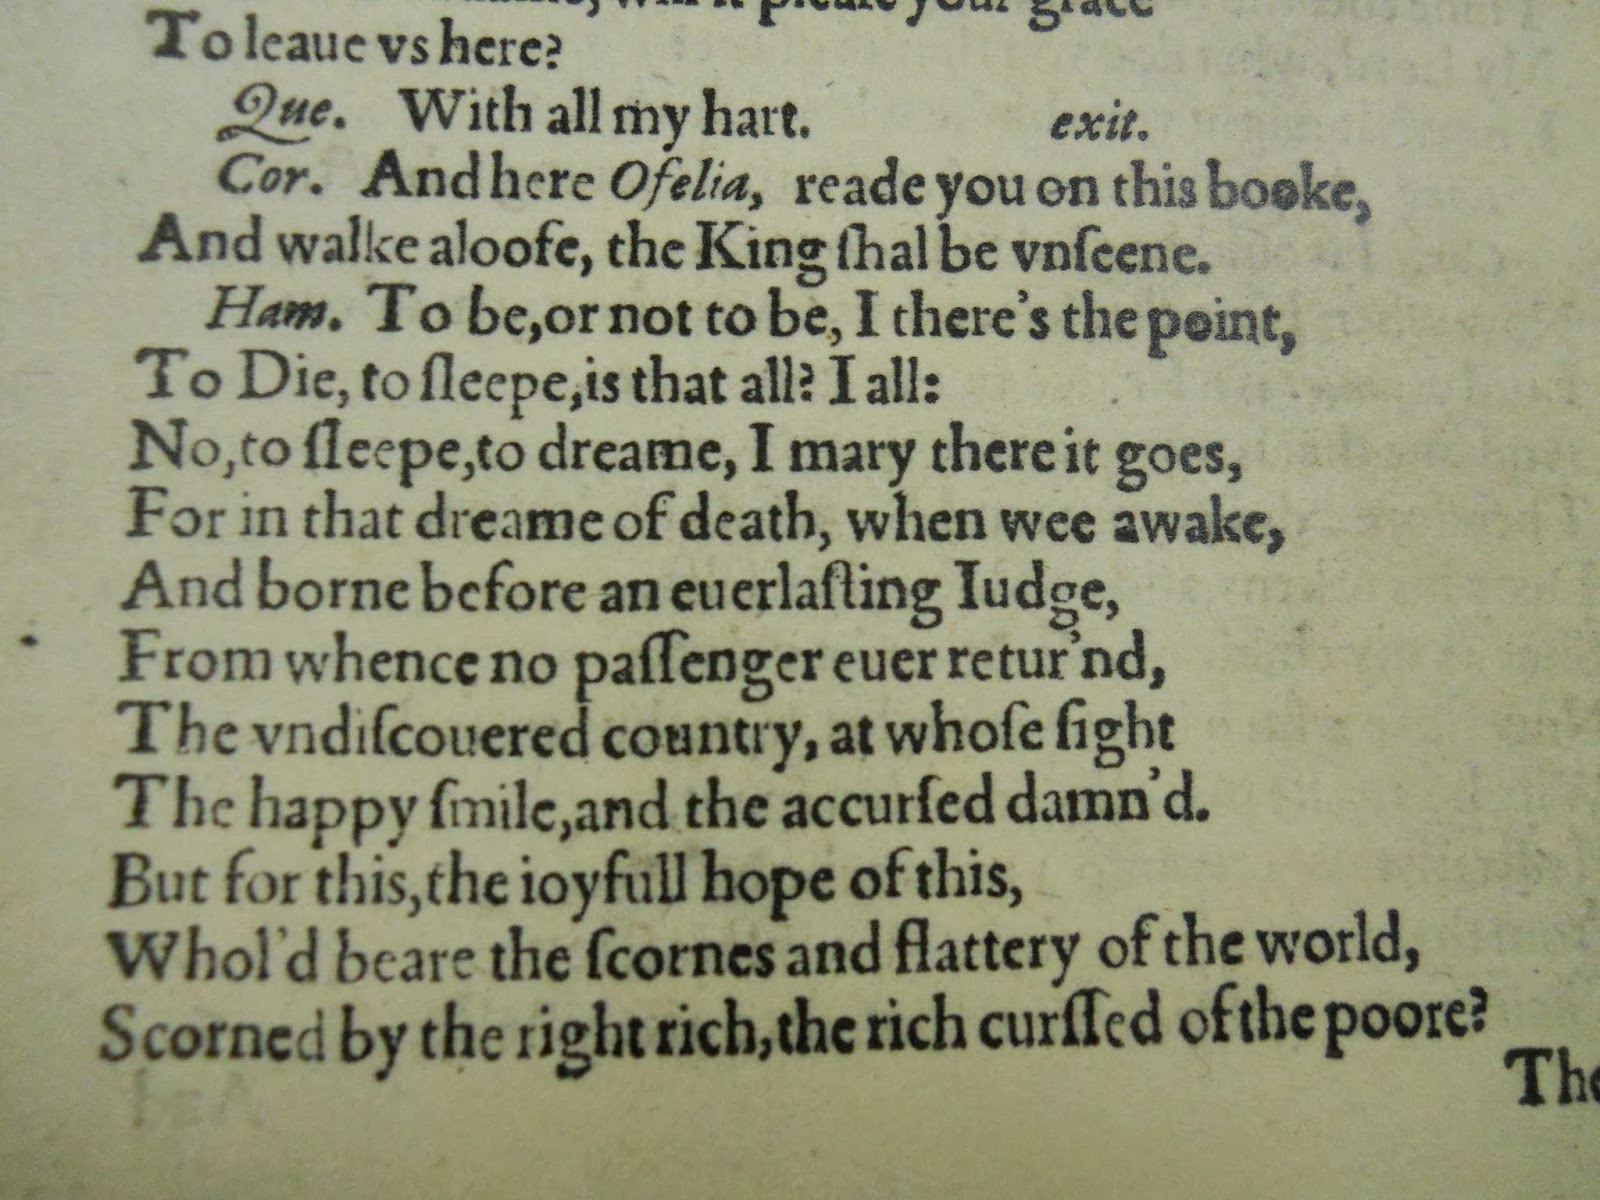 will it please your grace
To leaue vs here?
Que. With all my hart. exit.
Cor. And here Ofelia, reade you on this booke,
And walke aloofe, the King ſhal be vnſeene.
Ham. To be, or not to be, I there's the point,
To Die, to ſleepe, is that all? I all:
No, to ſleepe, to dreame, I mary there it goes,
For in that dreame of death, when wee awake,
And borne before an euerlaſting Iudge,
From whence no paſſenger euer retur'nd,
The vndiſcouered country, at whoſe ſight
The happy ſmile, and the accurſed damn'd.
But for this, the ioyfull hope of this,
Whol'd beare the ſcornes and flattery of the world,
Scorned by the right rich, the rich curſſed of the poore?
The